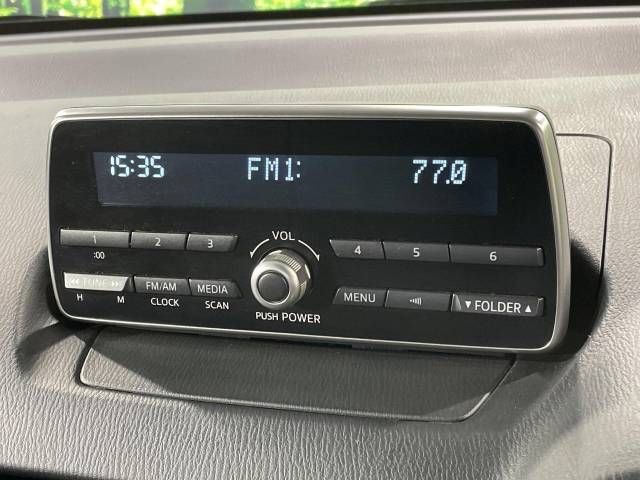 15:35 FM1: 77.0
VOL
1 2 3 4 5 6
:00
TUNE FM/AM MEDIA MENU ▼ FOLDER ▲
H M CLOCK SCAN PUSH POWER